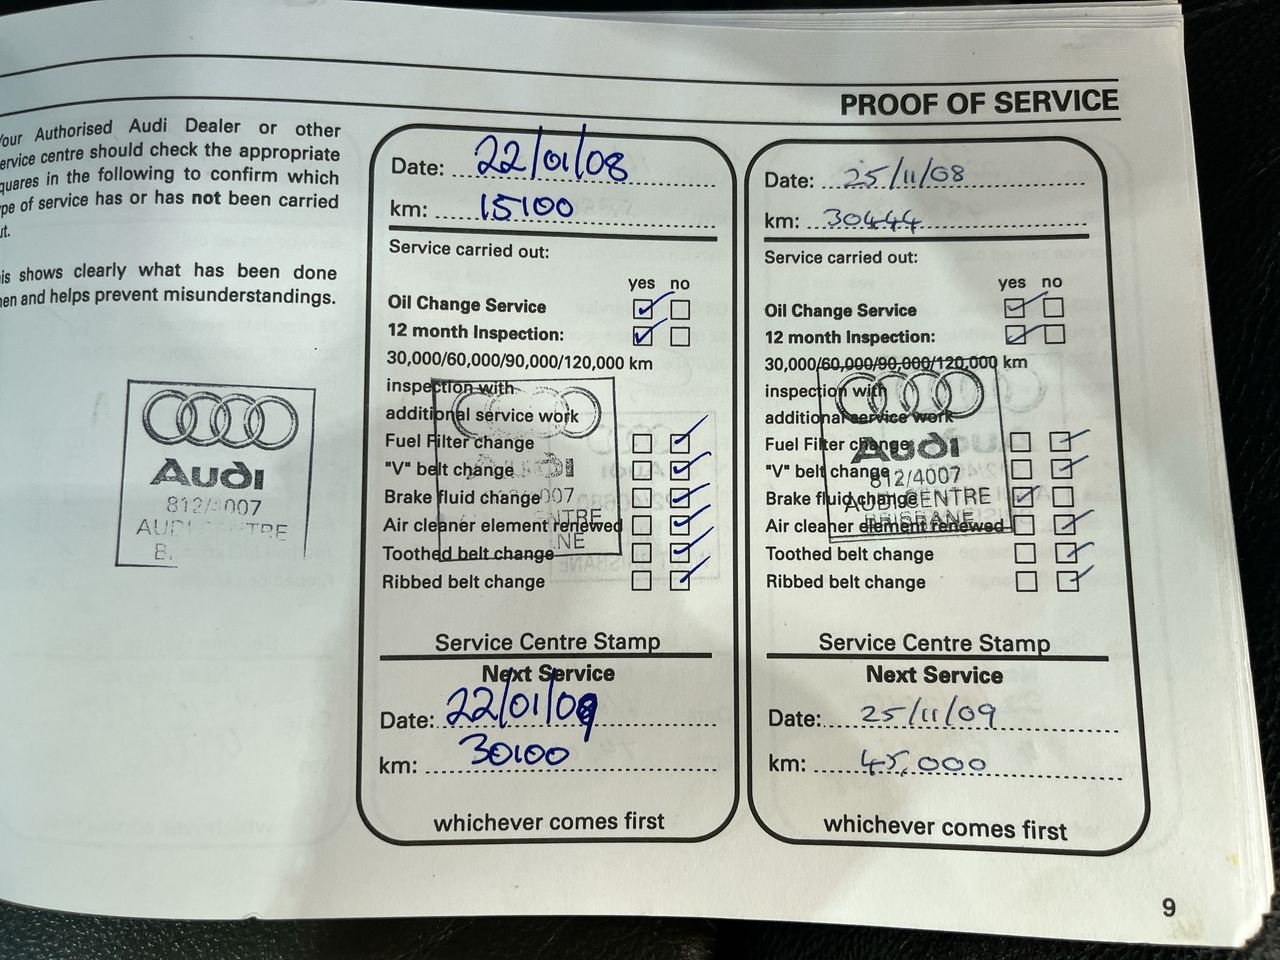 PROOF OF SERVICE
Your Authorised Audi Dealer or other
service centre should check the appropriate
squares in the following to confirm which
type of service has or has not been carried
out.
This shows clearly what has been done
when and helps prevent misunderstandings.
Audi
812/4007
AUDI CENTRE
B
Date: 22/01/08
km: 15100
Service carried out:
yes no
Oil Change Service
12 month Inspection:
30,000/60,000/90,000/120,000 km
inspection with
additional service work
Fuel Filter change
"V" belt change
Brake fluid change
Air cleaner element renewed
Toothed belt change
Ribbed belt change
Audi
007
NTRE
NE
Service Centre Stamp
Next Service
Date: 22/01/09
km: 30100
whichever comes first
Date: 25/11/08
km: 30444
Service carried out:
yes no
Oil Change Service
12 month Inspection:
30,000/60,000/90,000/120,000 km
inspection with
additional service work
Fuel Filter change
"V" belt change
Brake fluid change
Air cleaner element renewed
Toothed belt change
Ribbed belt change
Audi
812/4007
AUDI CENTRE
BRISBANE
Service Centre Stamp
Next Service
Date: 25/11/09
km: 45,000
whichever comes first
9